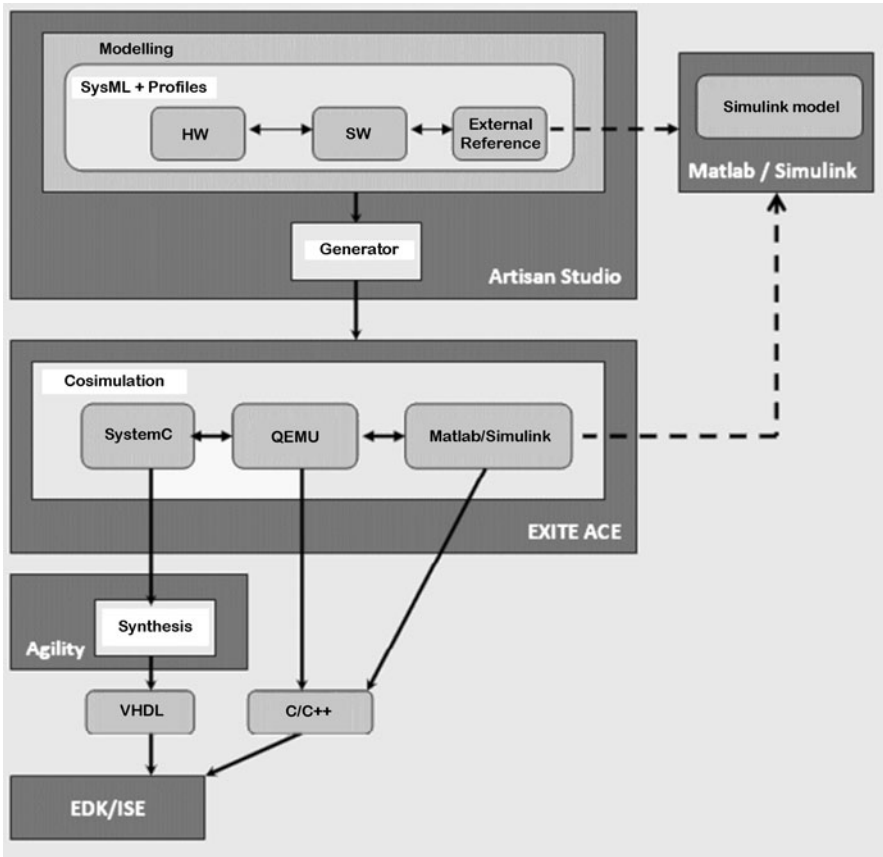 Modelling
SysML + Profiles
HW
SW
External
Reference
Simulink model
Matlab / Simulink
Generator
Artisan Studio
Cosimulation
SystemC
QEMU
Matlab/Simulink
EXITE ACE
Synthesis
Agility
VHDL
C/C++
EDK/ISE